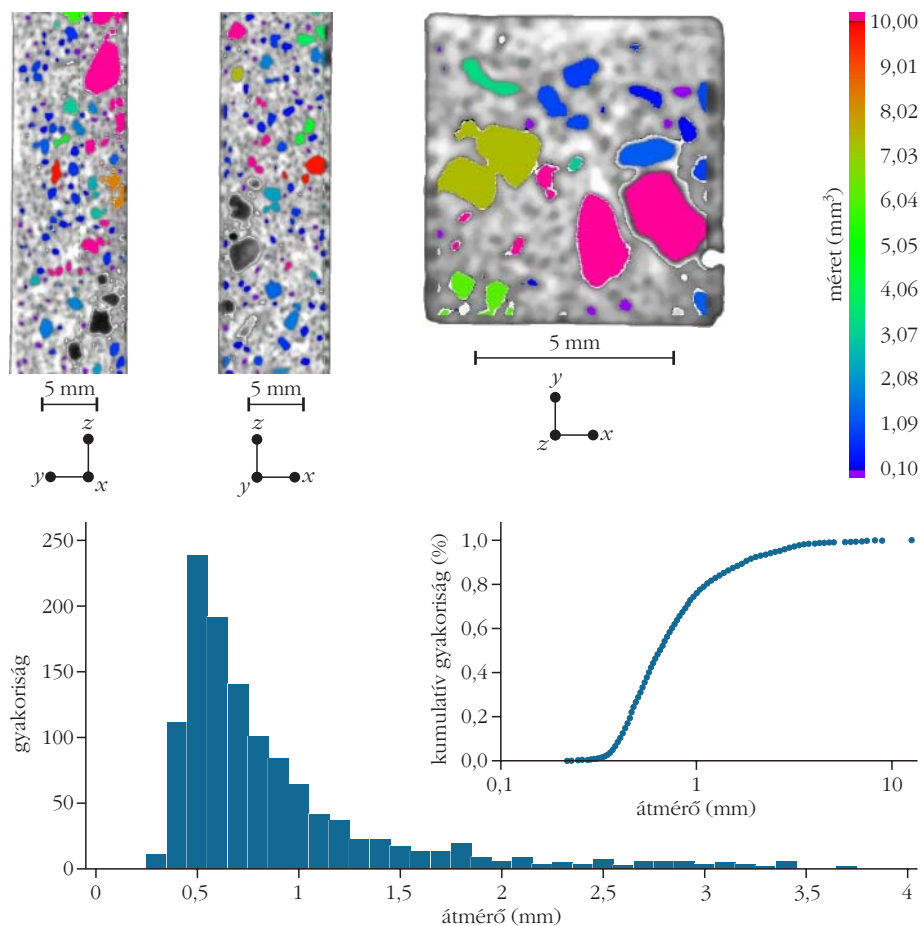 5 mm
z
y
x
5 mm
z
y
x
5 mm
y
z
x
méret (mm³)
10,00
9,01
8,02
7,03
6,04
5,05
4,06
3,07
2,08
1,09
0,10
gyakoriság
250
200
150
100
50
0
0
0,5
1
1,5
2
2,5
3
3,5
4
átmérő (mm)
kumulatív gyakoriság (%)
1,0
0,8
0,6
0,4
0,2
0,0
0,1
1
10
átmérő (mm)